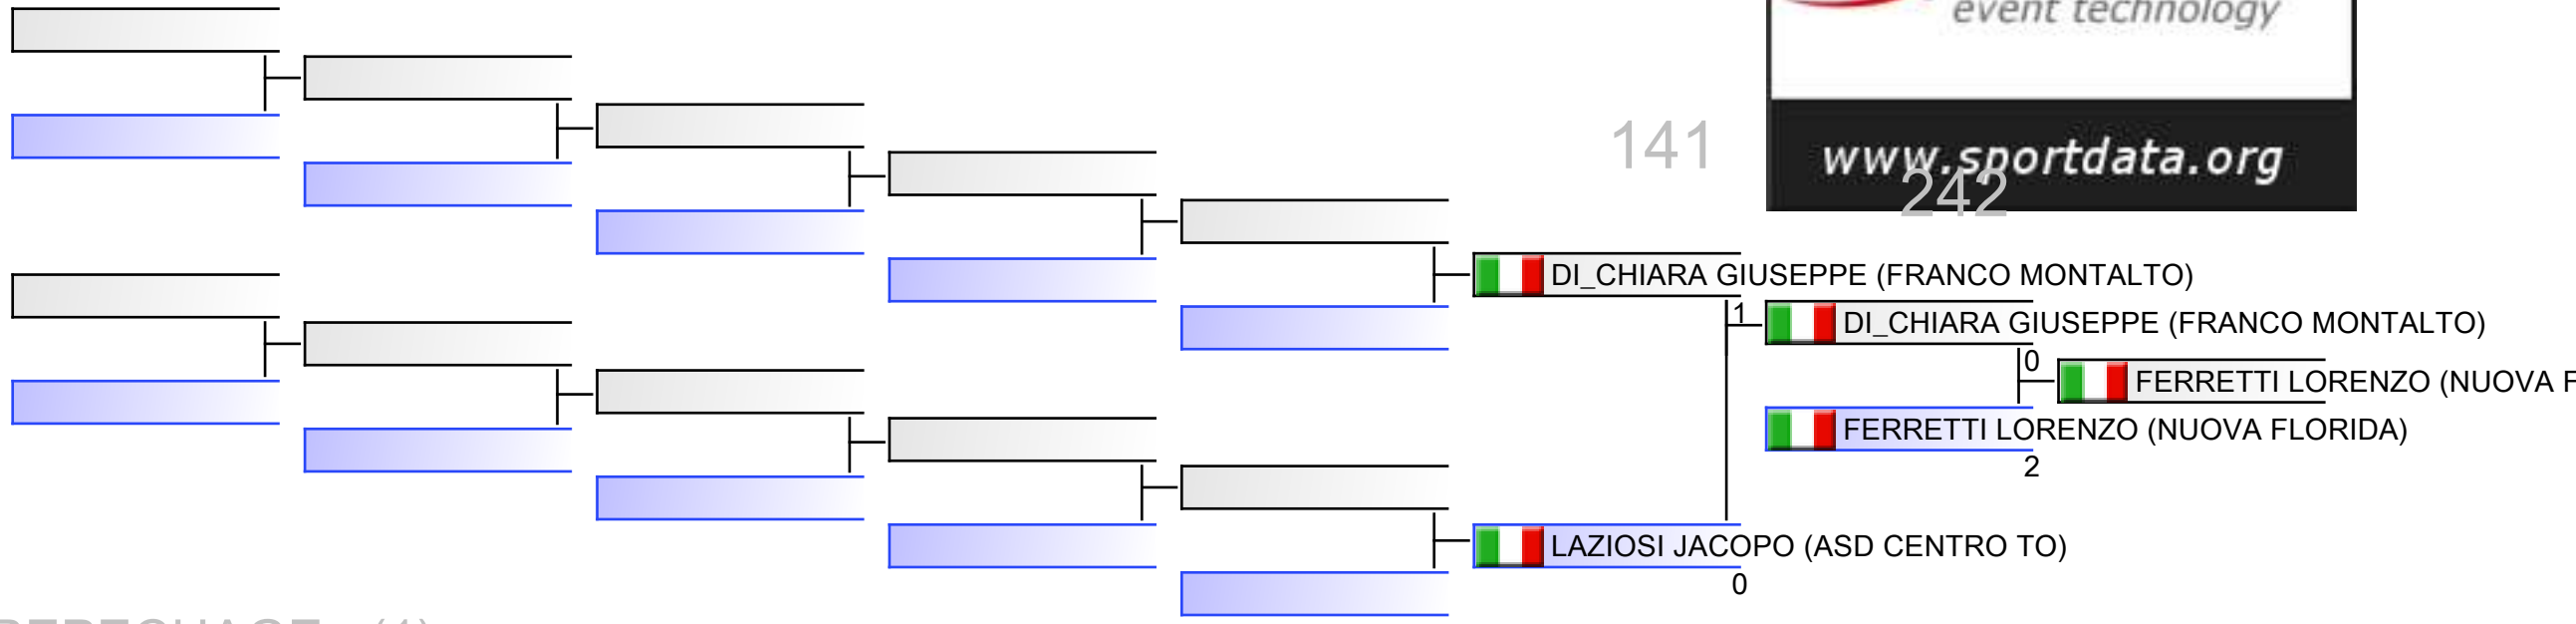 event technology
141
www.sportdata.org
242
DI_CHIARA GIUSEPPE (FRANCO MONTALTO)
1
DI_CHIARA GIUSEPPE (FRANCO MONTALTO)
0
FERRETTI LORENZO (NUOVA F
FERRETTI LORENZO (NUOVA FLORIDA)
2
LAZIOSI JACOPO (ASD CENTRO TO)
0